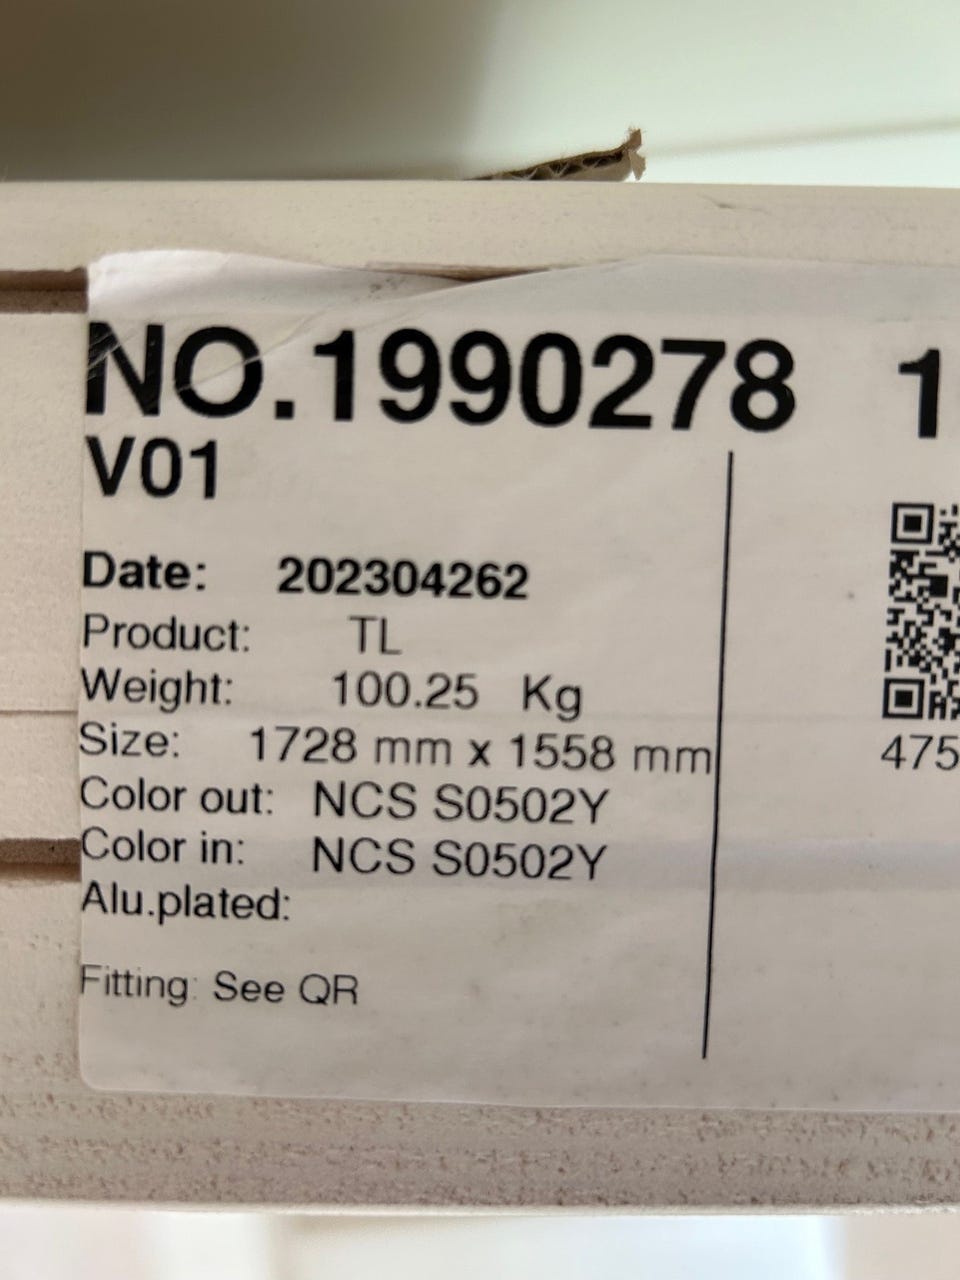 NO.1990278 1
V01
Date: 202304262
Product: TL
Weight: 100.25 Kg
Size: 1728 mm x 1558 mm
Color out: NCS S0502Y
Color in: NCS S0502Y
Alu.plated:
Fitting: See QR
475